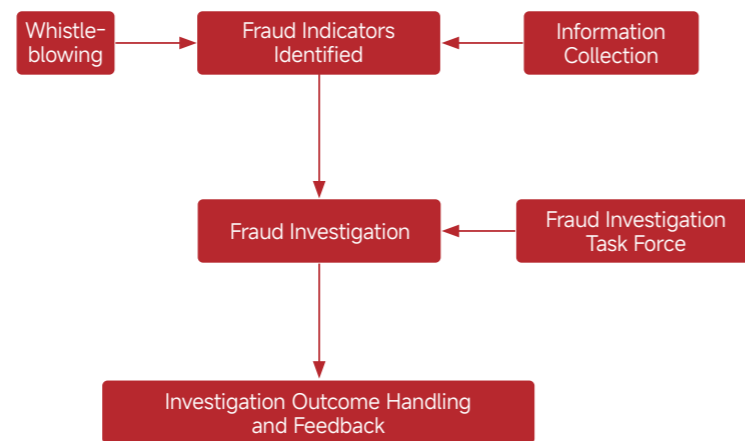 Whistle-
blowing
Fraud Indicators
Identified
Information
Collection
Fraud Investigation
Fraud Investigation
Task Force
Investigation Outcome Handling
and Feedback